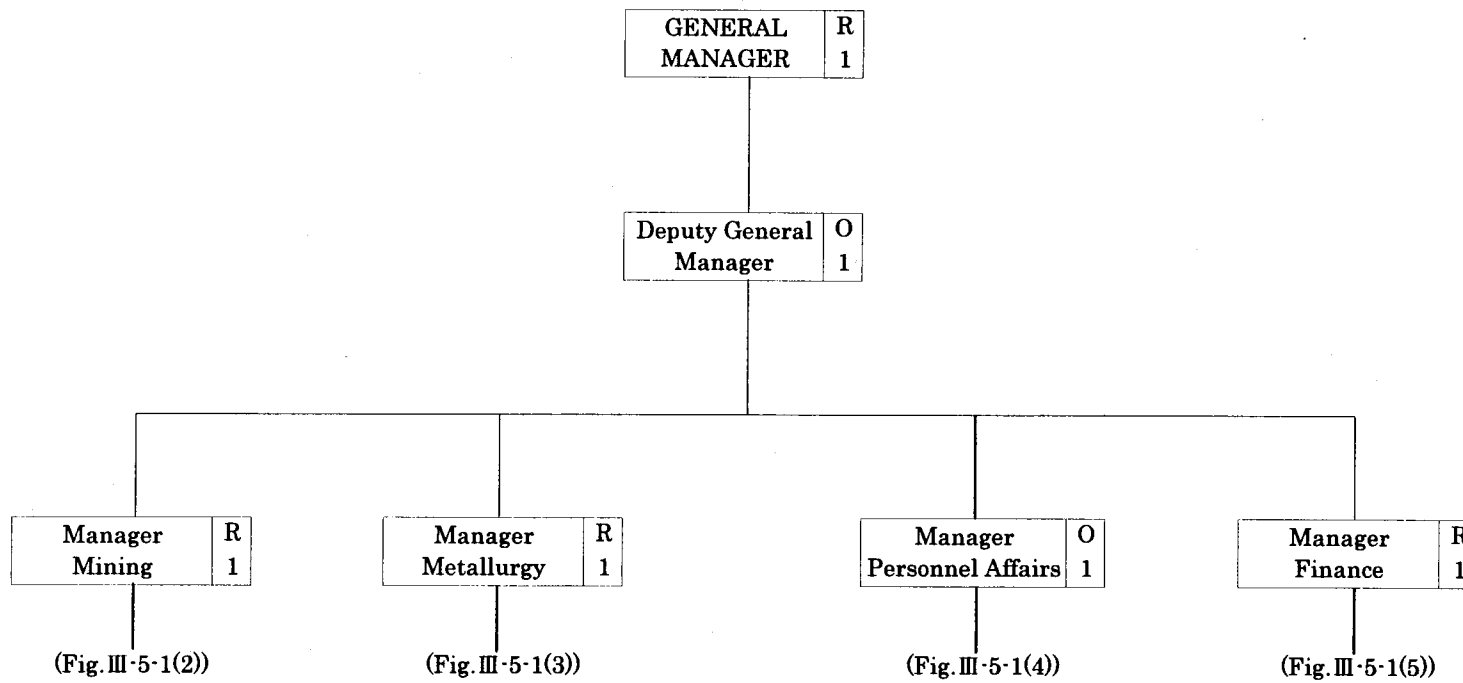 GENERAL R
MANAGER 1
Deputy General O
Manager 1
Manager R
Mining 1
Manager R
Metallurgy 1
Manager O
Personnel Affairs 1
Manager R
Finance 1
(Fig. III-5-1(2))
(Fig. III-5-1(3))
(Fig. III-5-1(4))
(Fig. III-5-1(5))